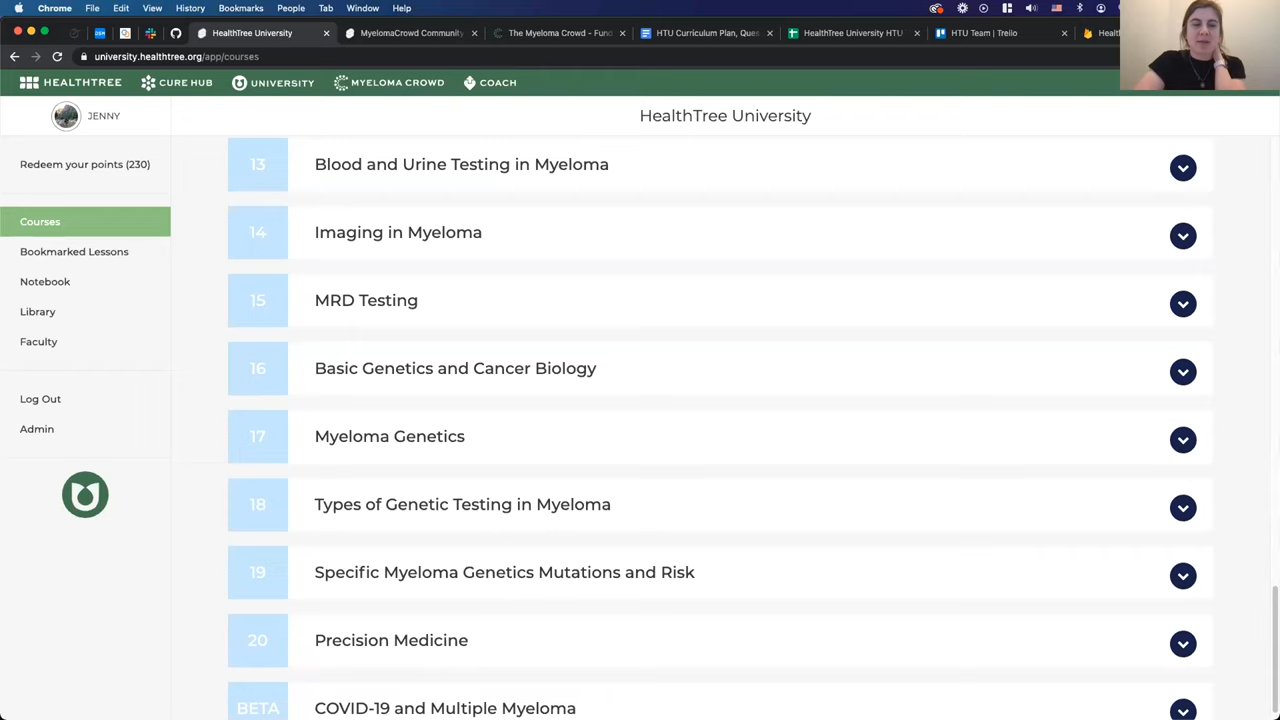 Chrome File Edit View History Bookmarks People Tab Window Help
HealthTree University
MyelomaCrowd Community
The Myeloma Crowd - Fun
HTU Curriculum Plan, Ques
HealthTree University HTU
HTU Team | Trello
Healt
university.healthtree.org/app/courses
HEALTHTREE CURE HUB UNIVERSITY MYELOMA CROWD COACH
JENNY
HealthTree University
Redeem your points (230)
Courses
Bookmarked Lessons
Notebook
Library
Faculty
Log Out
Admin
13 Blood and Urine Testing in Myeloma
14 Imaging in Myeloma
15 MRD Testing
16 Basic Genetics and Cancer Biology
17 Myeloma Genetics
18 Types of Genetic Testing in Myeloma
19 Specific Myeloma Genetics Mutations and Risk
20 Precision Medicine
BETA COVID-19 and Multiple Myeloma